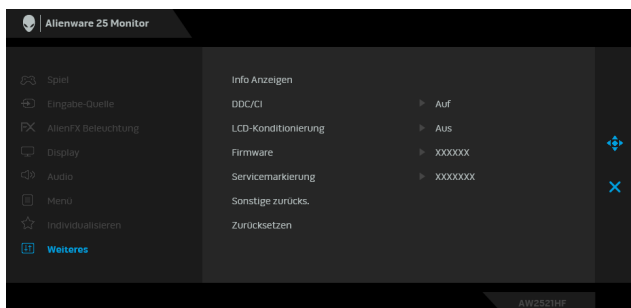 Alienware 25 Monitor
Spiel
Eingabe-Quelle
AlienFX Beleuchtung
Display
Audio
Menü
Individualisieren
Weiteres
Info Anzeigen
DDC/CI Auf
LCD-Konditionierung Aus
Firmware XXXXXX
Servicemarkierung XXXXXXX
Sonstige zurücks.
Zurücksetzen
AW2521HF